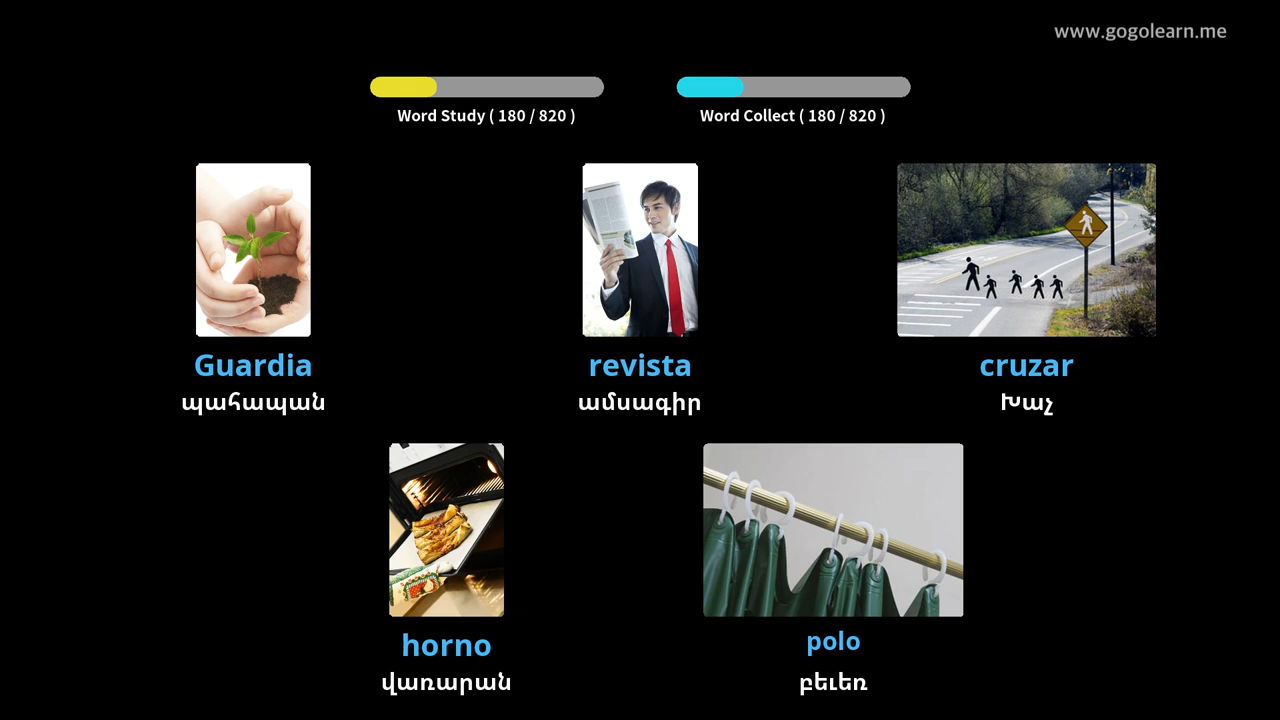 www.gogolearn.me
Word Study ( 180 / 820 )
Word Collect ( 180 / 820 )
Guardia
պահապան
revista
ամսագիր
cruzar
Խաչ
horno
վառարան
polo
բեւեռ